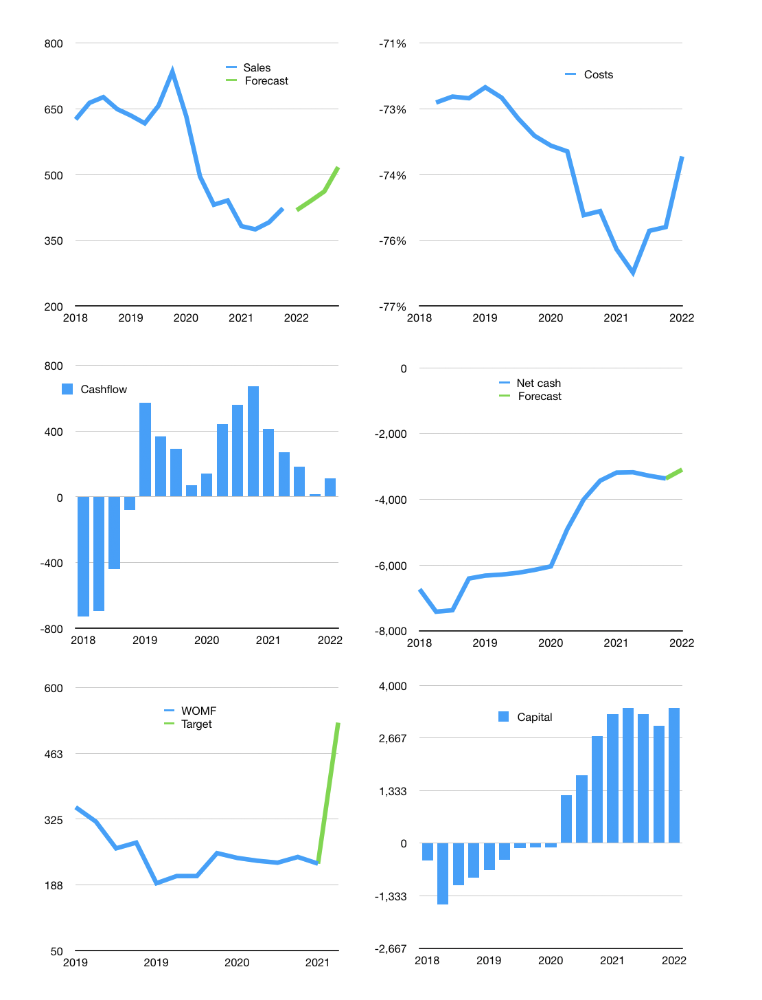 800
Sales
Forecast
650
500
350
200
2018 2019 2020 2021 2022
-71%
Costs
-73%
-74%
-76%
-77%
2018 2019 2020 2021 2022
800
Cashflow
400
0
-400
-800
2018 2019 2020 2021 2022
0
Net cash
Forecast
-2,000
-4,000
-6,000
-8,000
2018 2019 2020 2021 2022
600
WOMF
Target
463
325
188
50
2019 2019 2020 2021
4,000
Capital
2,667
1,333
0
-1,333
-2,667
2018 2019 2020 2021 2022